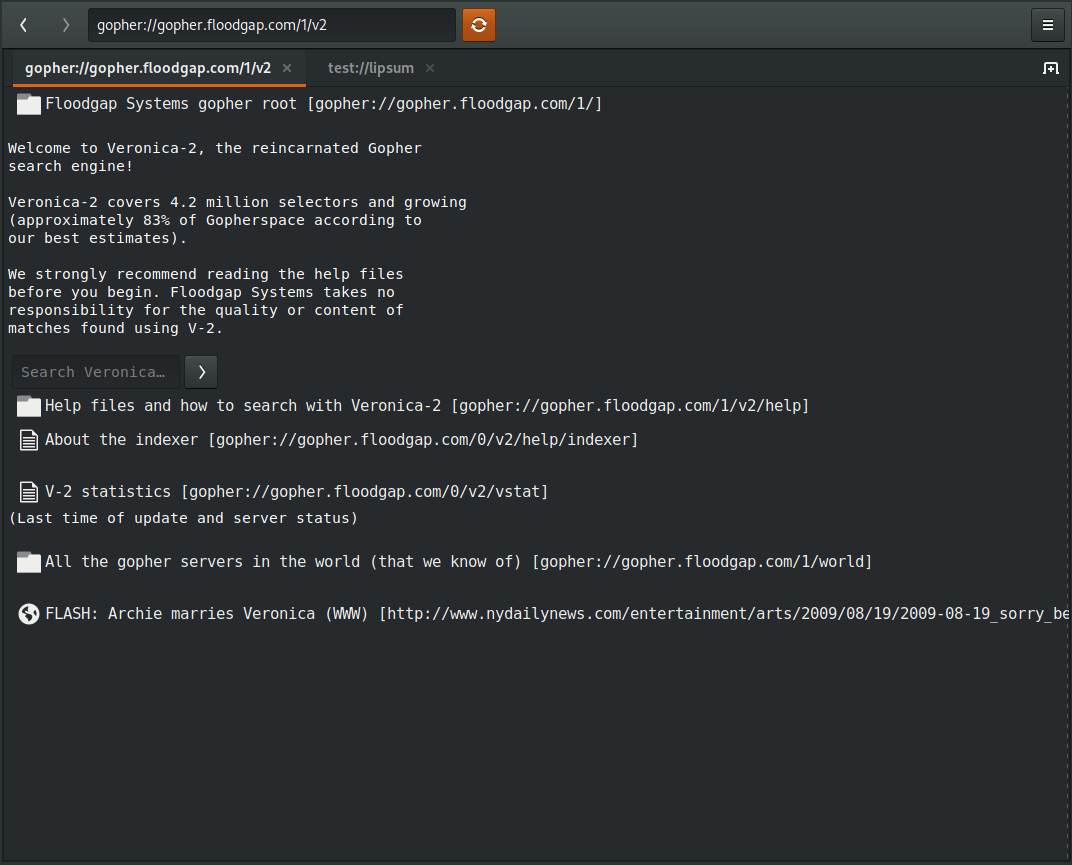 gopher://gopher.floodgap.com/1/v2
gopher://gopher.floodgap.com/1/v2 × test://lipsum ×
Floodgap Systems gopher root [gopher://gopher.floodgap.com/1/]
Welcome to Veronica-2, the reincarnated Gopher
search engine!
Veronica-2 covers 4.2 million selectors and growing
(approximately 83% of Gopherspace according to
our best estimates).
We strongly recommend reading the help files
before you begin. Floodgap Systems takes no
responsibility for the quality or content of
matches found using V-2.
Search Veronica…
Help files and how to search with Veronica-2 [gopher://gopher.floodgap.com/1/v2/help]
About the indexer [gopher://gopher.floodgap.com/0/v2/help/indexer]
V-2 statistics [gopher://gopher.floodgap.com/0/v2/vstat]
(Last time of update and server status)
All the gopher servers in the world (that we know of) [gopher://gopher.floodgap.com/1/world]
FLASH: Archie marries Veronica (WWW) [http://www.nydailynews.com/entertainment/arts/2009/08/19/2009-08-19_sorry_be